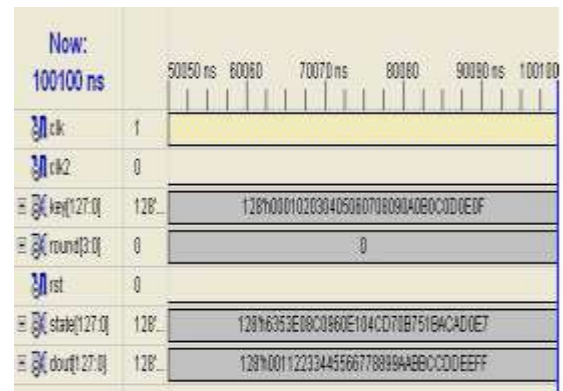 Now:
100100 ns
50050 ns 60060 70070 ns 80080 90090 ns 100100
clk 1
clk2 0
key[127:0] 128'... 128'h000102030405060708090A0B0C0D0E0F
round[3:0] 0 0
rst 0
state[127:0] 128'... 128'h6353E08C0960E104CD70B751BACAD0E7
dout[127:0] 128'... 128'h00112233445566778899AABBCCDDEEFF